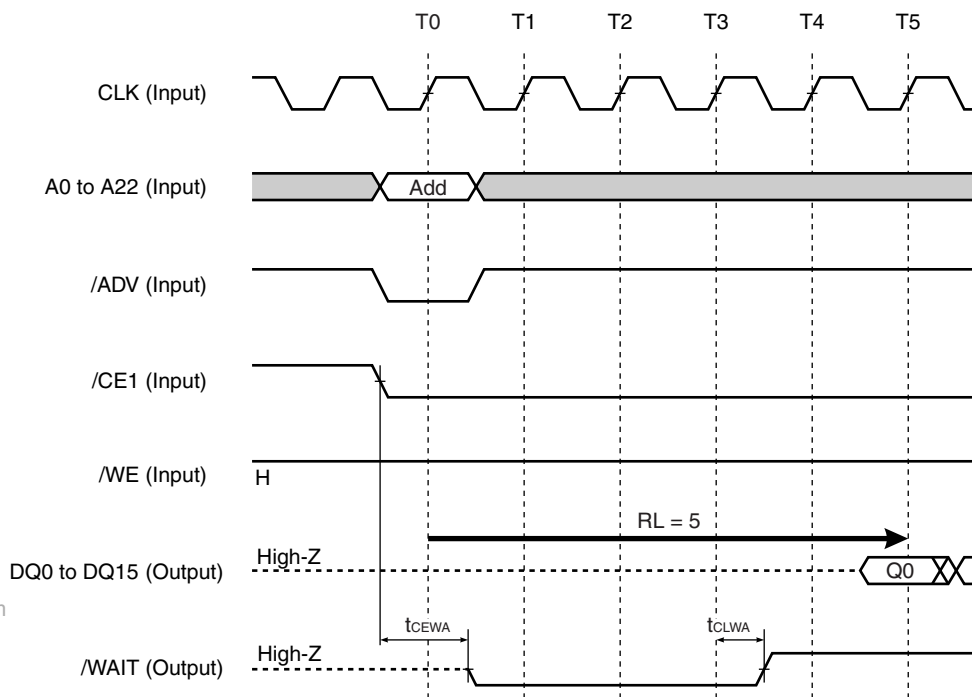 T0 T1 T2 T3 T4 T5
CLK (Input)
A0 to A22 (Input)
Add
/ADV (Input)
/CE1 (Input)
/WE (Input)
H
RL = 5
DQ0 to DQ15 (Output)
High-Z
Q0
n
tCEWA
tCLWA
/WAIT (Output)
High-Z